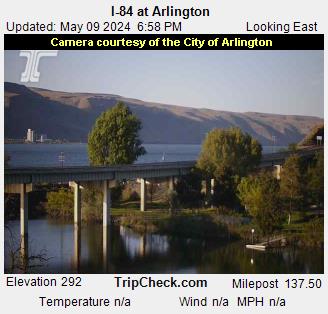 I-84 at Arlington
Updated: May 09 2024 6:58 PM Looking East
Camera courtesy of the City of Arlington
Elevation 292 TripCheck.com Milepost 137.50
Temperature n/a Wind n/a MPH n/a